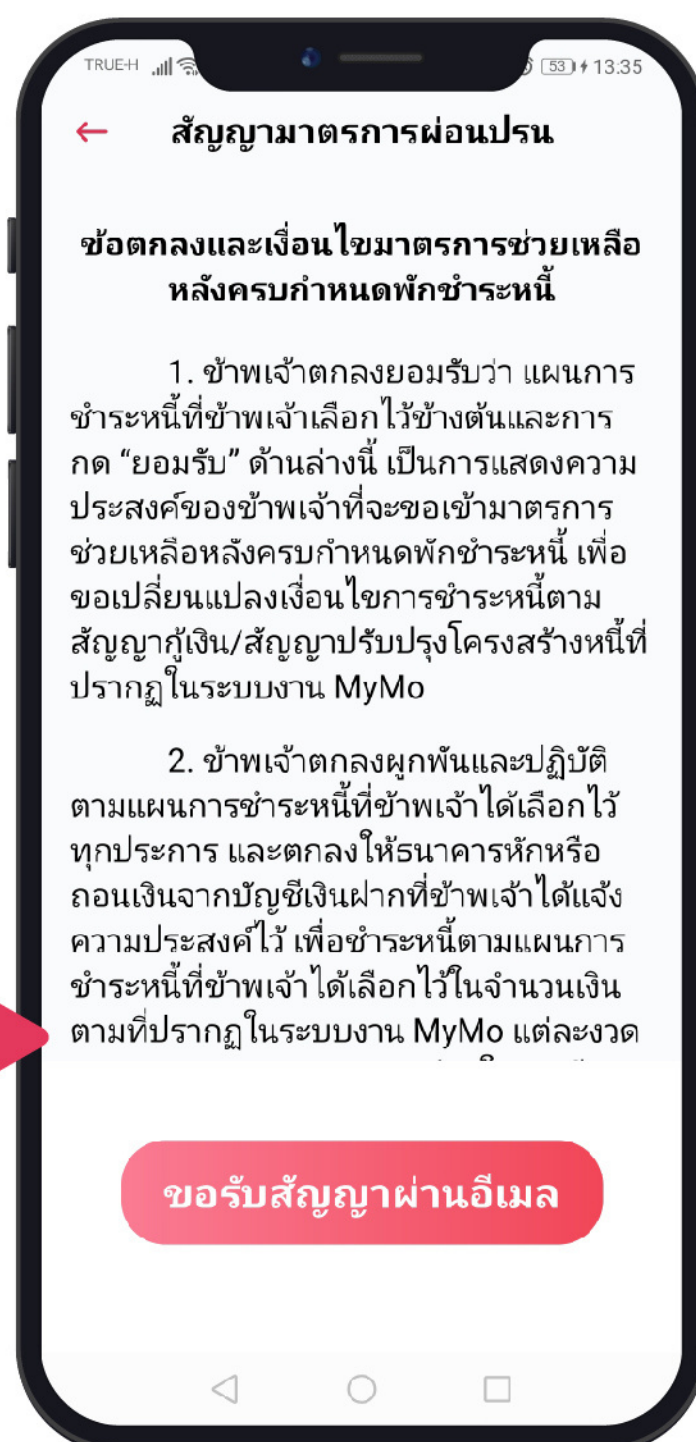 TRUE-H 53 13:35
สัญญามาตรการผ่อนปรน
ข้อตกลงและเงื่อนไขมาตรการช่วยเหลือ
หลังครบกำหนดพักชำระหนี้
1. ข้าพเจ้าตกลงยอมรับว่า แผนการ
ชำระหนี้ที่ข้าพเจ้าเลือกไว้ข้างต้นและการ
กด “ยอมรับ” ด้านล่างนี้ เป็นการแสดงความ
ประสงค์ของข้าพเจ้าที่จะขอเข้ามาตรการ
ช่วยเหลือหลังครบกำหนดพักชำระหนี้ เพื่อ
ขอเปลี่ยนแปลงเงื่อนไขการชำระหนี้ตาม
สัญญากู้เงิน/สัญญาปรับปรุงโครงสร้างหนี้ที่
ปรากฏในระบบงาน MyMo
2. ข้าพเจ้าตกลงผูกพันและปฏิบัติ
ตามแผนการชำระหนี้ที่ข้าพเจ้าได้เลือกไว้
ทุกประการ และตกลงให้ธนาคารหักหรือ
ถอนเงินจากบัญชีเงินฝากที่ข้าพเจ้าได้แจ้ง
ความประสงค์ไว้ เพื่อชำระหนี้ตามแผนการ
ชำระหนี้ที่ข้าพเจ้าได้เลือกไว้ในจำนวนเงิน
ตามที่ปรากฏในระบบงาน MyMo แต่ละงวด
ขอรับสัญญาผ่านอีเมล